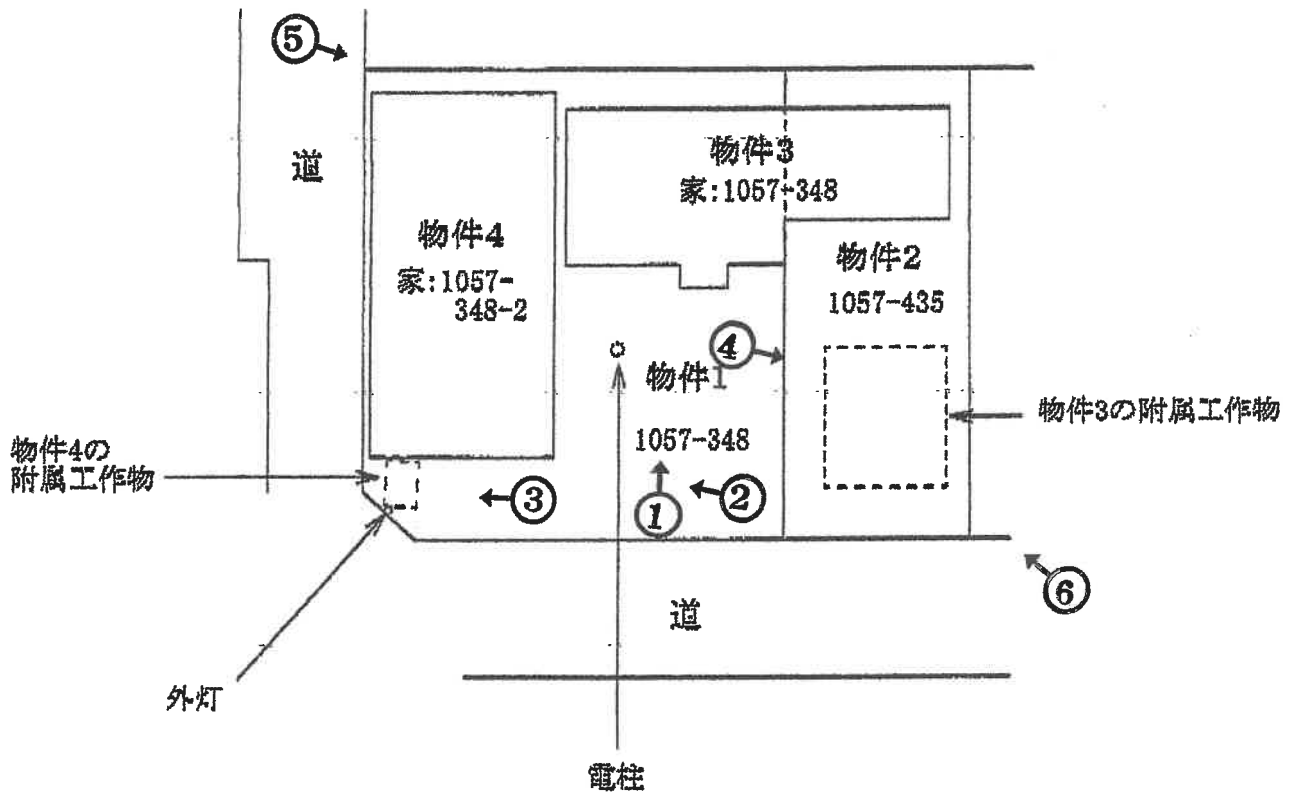 ⑤
道
物件3
家:1057-348
物件4
家:1057-
348-2
物件2
1057-435
④
物件1
1057-348
物件3の附属工作物
物件4の
附属工作物
③
①
②
⑥
道
外灯
電柱